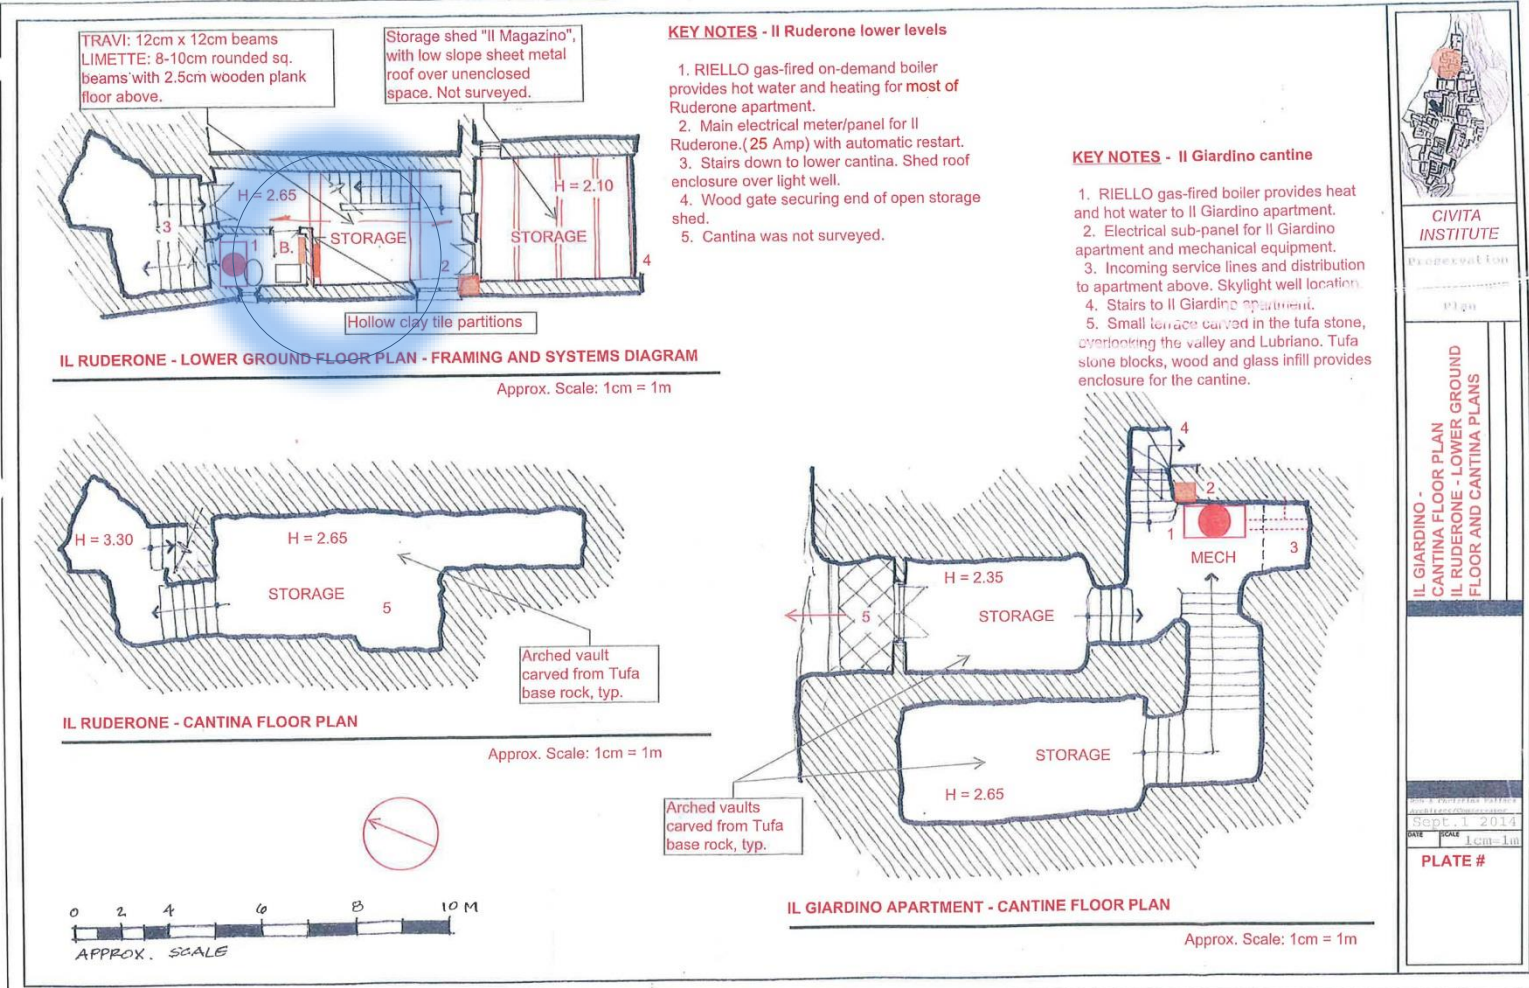 TRAVI: 12cm x 12cm beams
LIMETTE: 8-10cm rounded sq.
beams with 2.5cm wooden plank
floor above.
Storage shed "Il Magazino",
with low slope sheet metal
roof over unenclosed
space. Not surveyed.
H = 2.65
H = 2.10
3
1
B.
STORAGE
2
STORAGE
4
Hollow clay tile partitions
IL RUDERONE - LOWER GROUND FLOOR PLAN - FRAMING AND SYSTEMS DIAGRAM
Approx. Scale: 1cm = 1m
KEY NOTES - Il Ruderone lower levels
1. RIELLO gas-fired on-demand boiler
provides hot water and heating for most of
Ruderone apartment.
2. Main electrical meter/panel for Il
Ruderone.(25 Amp) with automatic restart.
3. Stairs down to lower cantina. Shed roof
enclosure over light well.
4. Wood gate securing end of open storage
shed.
5. Cantina was not surveyed.
KEY NOTES - Il Giardino cantine
1. RIELLO gas-fired boiler provides heat
and hot water to Il Giardino apartment.
2. Electrical sub-panel for Il Giardino
apartment and mechanical equipment.
3. Incoming service lines and distribution
to apartment above. Skylight well location.
4. Stairs to Il Giardino apartment.
5. Small terrace carved in the tufa stone,
overlooking the valley and Lubriano. Tufa
stone blocks, wood and glass infill provides
enclosure for the cantine.
H = 3.30
H = 2.65
STORAGE
5
Arched vault
carved from Tufa
base rock, typ.
IL RUDERONE - CANTINA FLOOR PLAN
Approx. Scale: 1cm = 1m
0 2 4 6 8 10 M
APPROX. SCALE
4
2
1
MECH
3
H = 2.35
STORAGE
5
STORAGE
H = 2.65
Arched vaults
carved from Tufa
base rock, typ.
IL GIARDINO APARTMENT - CANTINE FLOOR PLAN
Approx. Scale: 1cm = 1m
CIVITA
INSTITUTE
Preservation
Plan
IL GIARDINO -
CANTINA FLOOR PLAN
IL RUDERONE - LOWER GROUND
FLOOR AND CANTINA PLANS
Sept.1 2014
DATE SCALE
1cm=1m
PLATE #